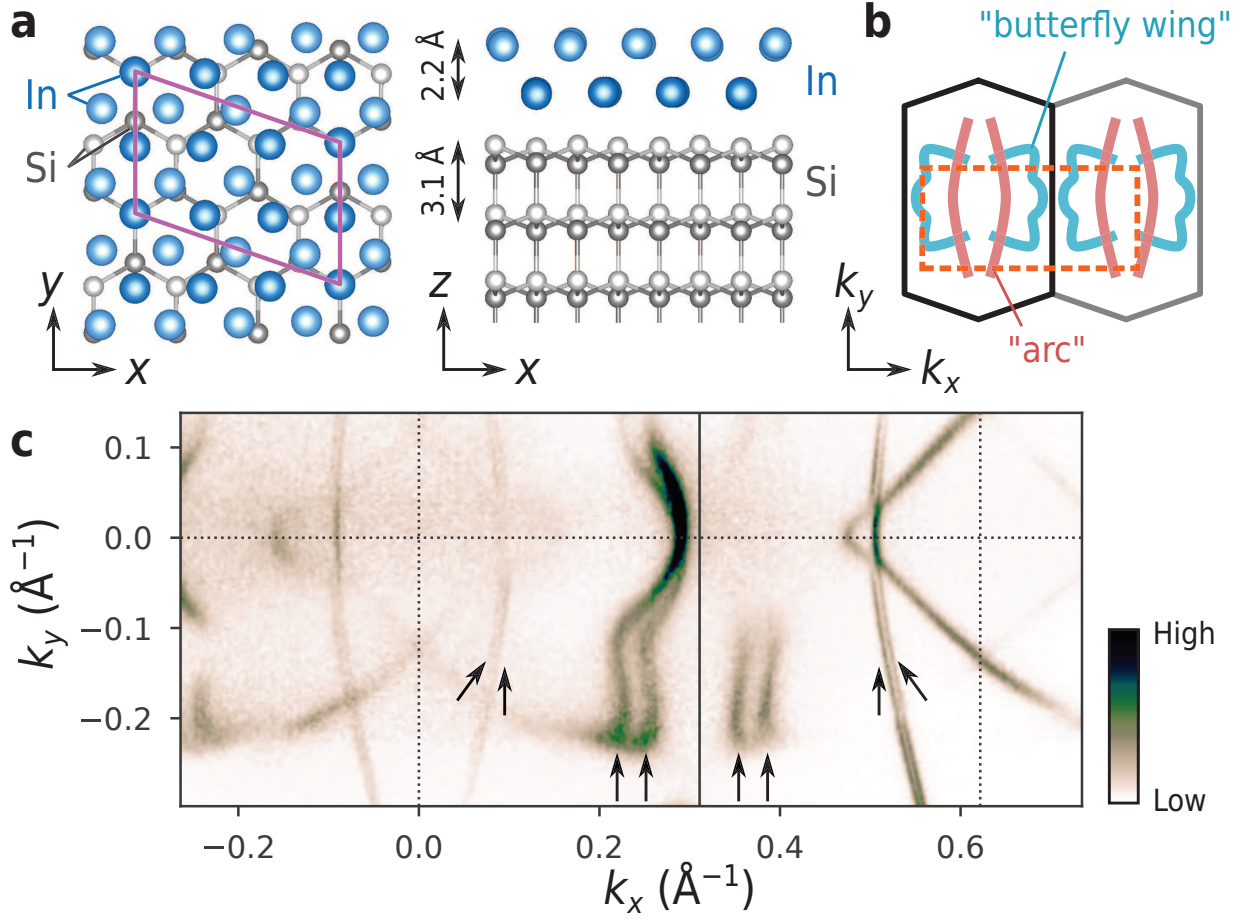 a
In
Si
y
x
2.2 Å
3.1 Å
z
x
In
Si
b
"butterfly wing"
"arc"
k_y
k_x
c
k_y (Å⁻¹)
0.1
0.0
−0.1
−0.2
−0.2
0.0
0.2
0.4
0.6
k_x (Å⁻¹)
High
Low